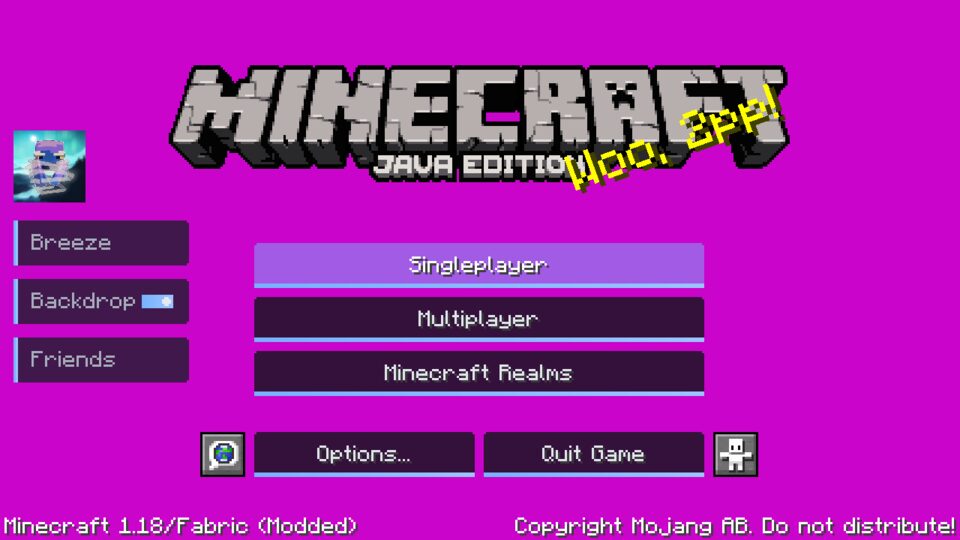 MINECRAFT
JAVA EDITION
Woo, 2pp!
Breeze
Singleplayer
Backdrop
Multiplayer
Friends
Minecraft Realms
Options...
Quit Game
Minecraft 1.18/Fabric (Modded)
Copyright Mojang AB. Do not distribute!